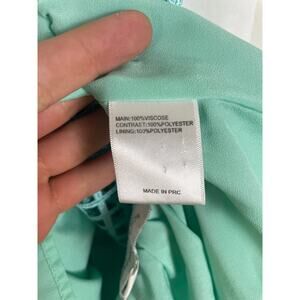 MAIN:100%VISCOSE
CONTRAST:100%POLYESTER
LINING:100%POLYESTER
MADE IN PRC